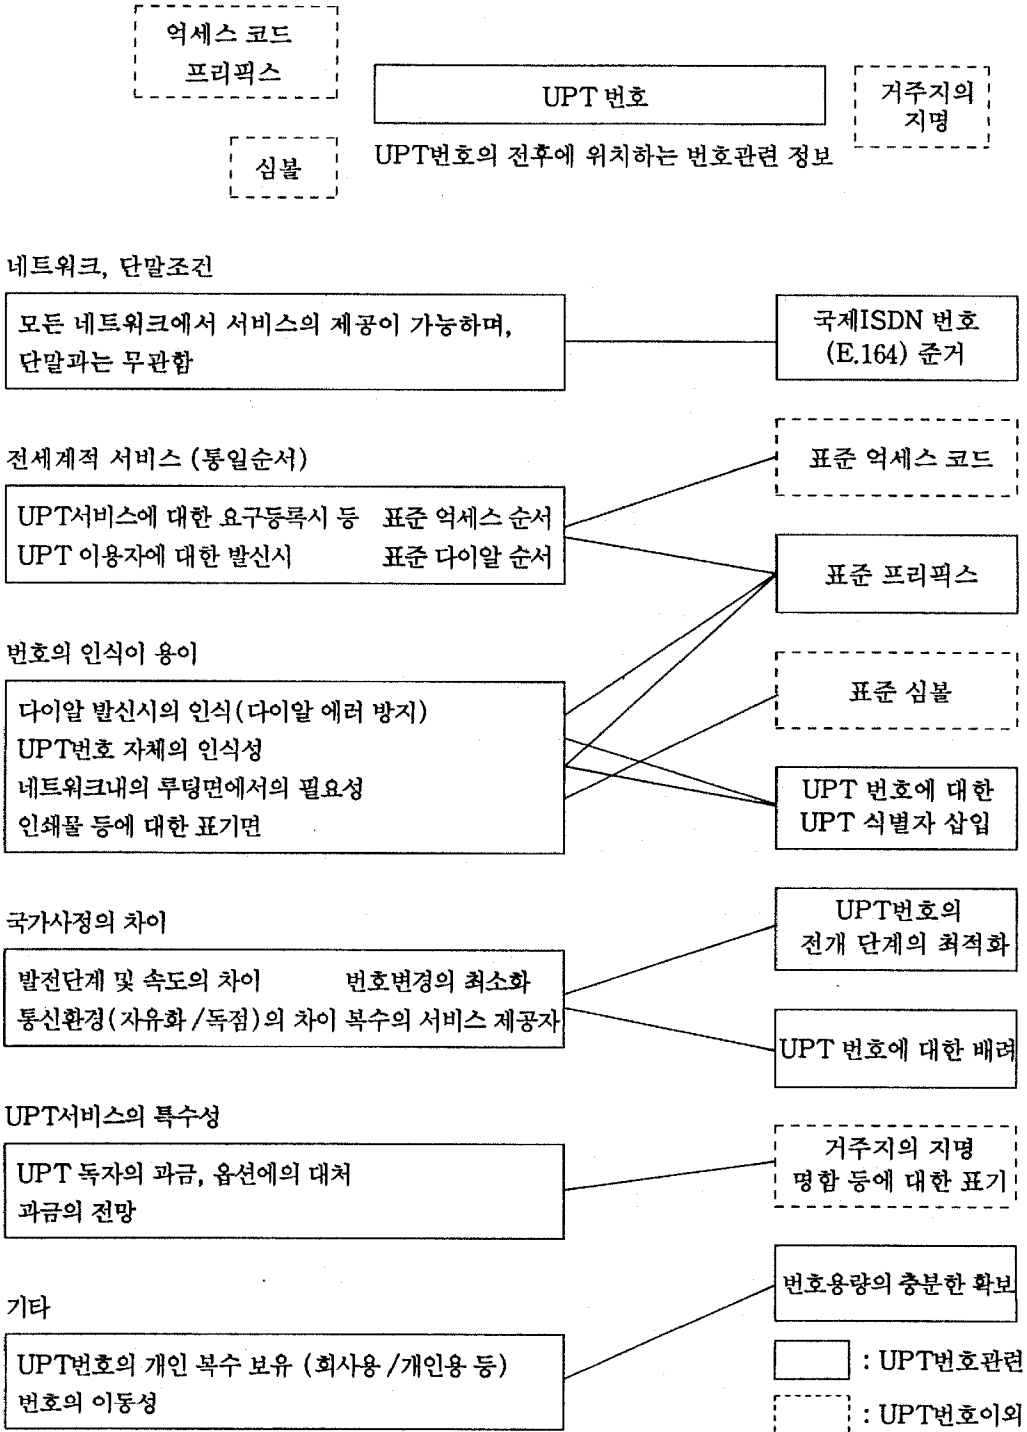 억세스 코드
프리픽스
UPT 번호
거주지의
지명
심볼
UPT번호의 전후에 위치하는 번호관련 정보
네트워크, 단말조건
모든 네트워크에서 서비스의 제공이 가능하며,
단말과는 무관함
국제ISDN 번호
(E.164) 준거
전세계적 서비스 (통일순서)
표준 억세스 코드
UPT서비스에 대한 요구등록시 등 표준 억세스 순서
UPT 이용자에 대한 발신시 표준 다이알 순서
표준 프리픽스
번호의 인식이 용이
다이알 발신시의 인식(다이알 에러 방지)
UPT번호 자체의 인식성
네트워크내의 루딩면에서의 필요성
인쇄물 등에 대한 표기면
표준 심볼
UPT 번호에 대한
UPT 식별자 삽입
국가사정의 차이
발전단계 및 속도의 차이 번호변경의 최소화
통신환경(자유화/독점)의 차이 복수의 서비스 제공자
UPT번호의
전개 단계의 최적화
UPT 번호에 대한 배려
UPT서비스의 특수성
UPT 독자의 과금, 옵션에의 대처
과금의 전망
거주지의 지명
명함 등에 대한 표기
기타
UPT번호의 개인 복수 보유 (회사용/개인용 등)
번호의 이동성
번호용량의 충분한 확보
: UPT번호관련
: UPT번호이외